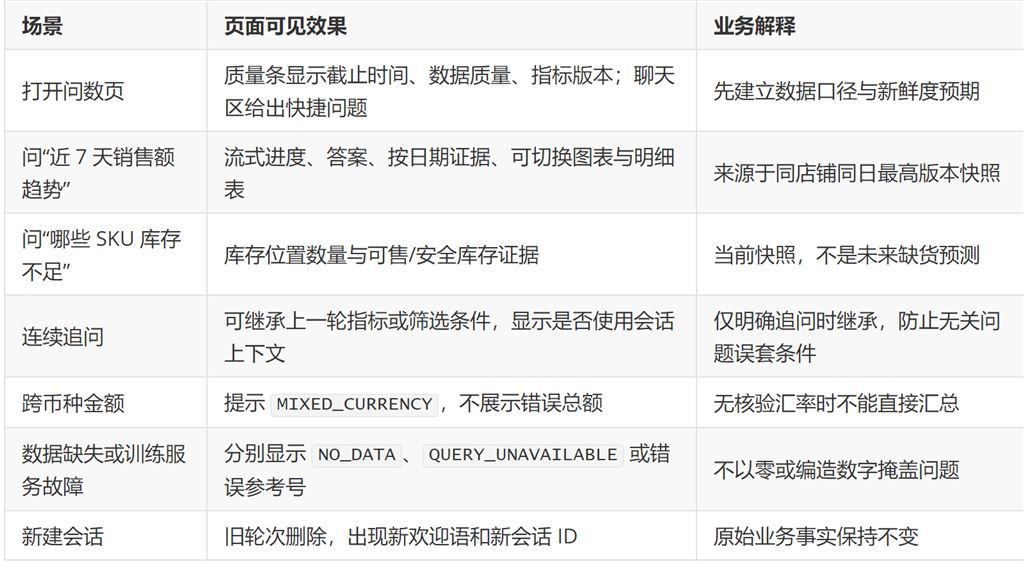 场景 页面可见效果 业务解释
打开问数页 质量条显示截止时间、数据质量、指标版本；聊天区给出快捷问题 先建立数据口径与新鲜度预期
问“近 7 天销售额趋势” 流式进度、答案、按日期证据、可切换图表与明细表 来源于同店铺同日最高版本快照
问“哪些 SKU 库存不足” 库存位置数量与可售/安全库存证据 当前快照，不是未来缺货预测
连续追问 可继承上一轮指标或筛选条件，显示是否使用会话上下文 仅明确追问时继承，防止无关问题误套条件
跨币种金额 提示 MIXED_CURRENCY，不展示错误总额 无核验汇率时不能直接汇总
数据缺失或训练服务故障 分别显示 NO_DATA、QUERY_UNAVAILABLE 或错误参考号 不以零或编造数字掩盖问题
新建会话 旧轮次删除，出现新欢迎语和新会话 ID 原始业务事实保持不变